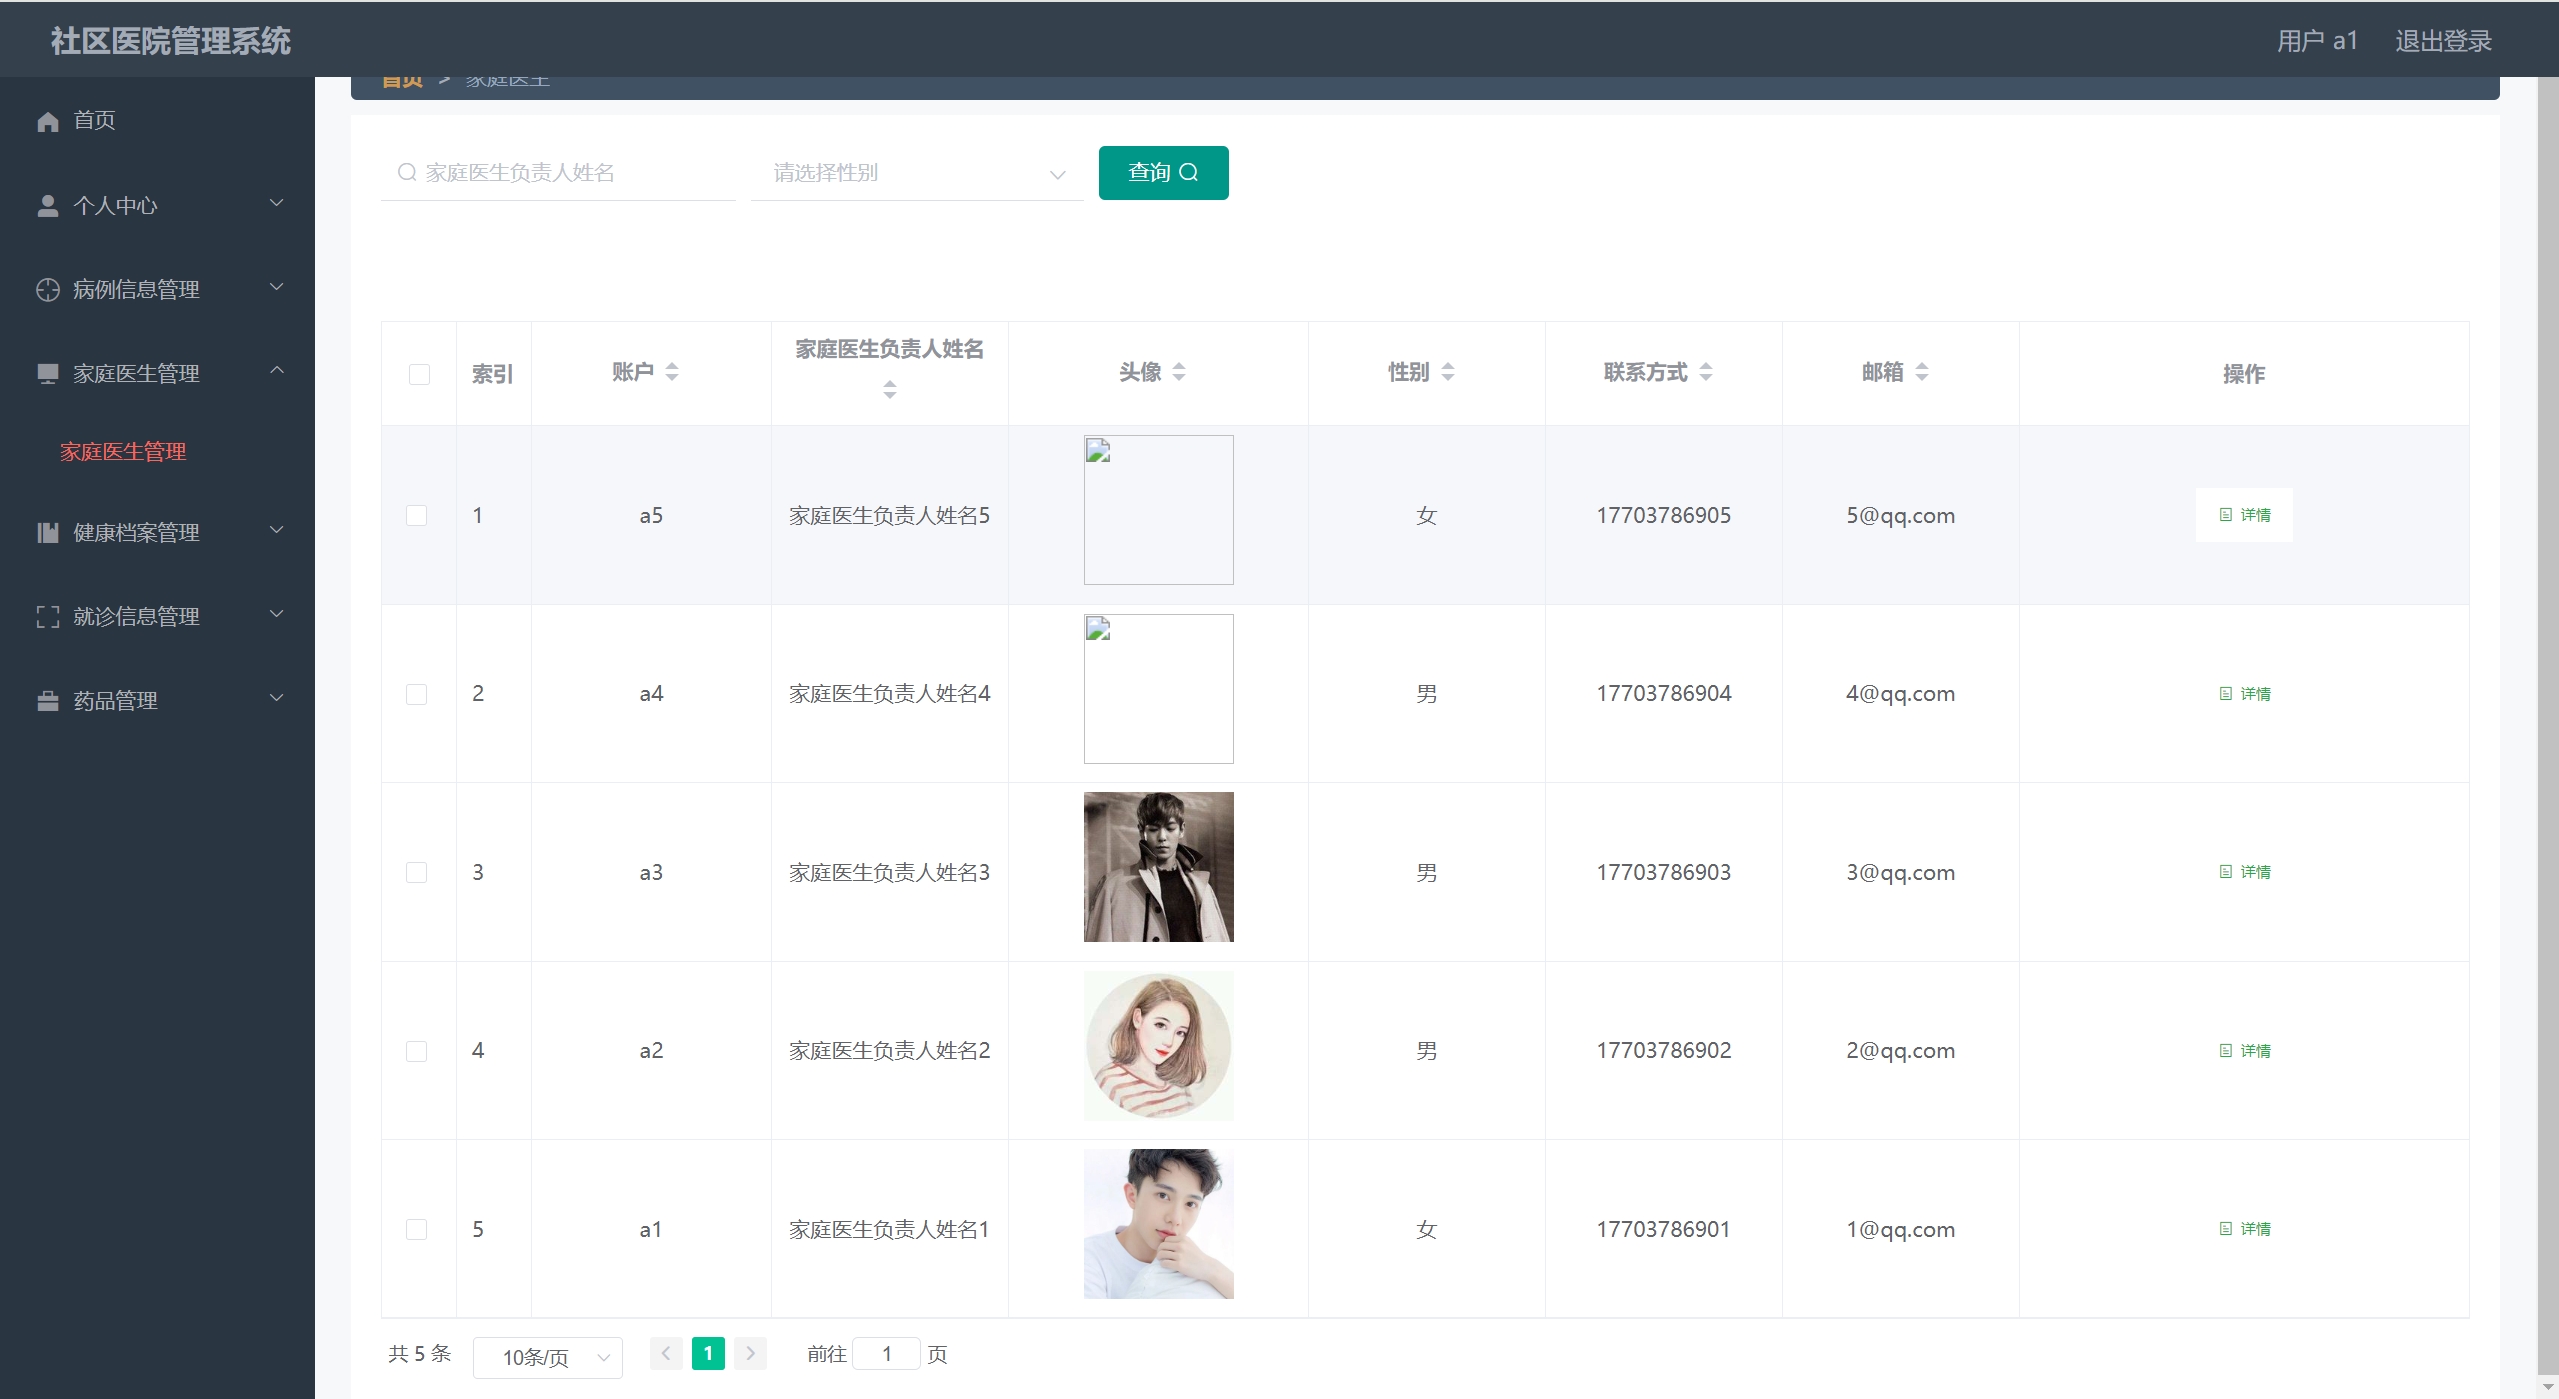 社区医院管理系统
用户 a1 退出登录
首页 > 家庭医生
首页
个人中心
病例信息管理
家庭医生管理
家庭医生管理
健康档案管理
就诊信息管理
药品管理
家庭医生负责人姓名 请选择性别 查询
索引 账户 家庭医生负责人姓名 头像 性别 联系方式 邮箱 操作
1 a5 家庭医生负责人姓名5 女 17703786905 5@qq.com 详情
2 a4 家庭医生负责人姓名4 男 17703786904 4@qq.com 详情
3 a3 家庭医生负责人姓名3 男 17703786903 3@qq.com 详情
4 a2 家庭医生负责人姓名2 男 17703786902 2@qq.com 详情
5 a1 家庭医生负责人姓名1 女 17703786901 1@qq.com 详情
共 5 条 10条/页 1 前往 1 页